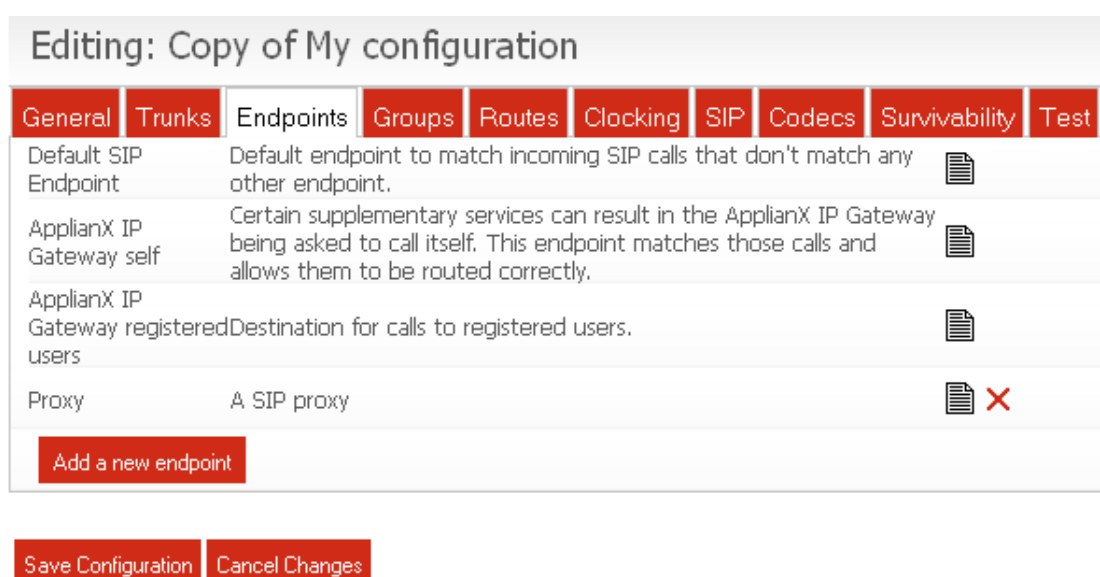 Editing: Copy of My configuration
General Trunks Endpoints Groups Routes Clocking SIP Codecs Survivability Test
Default SIP
Endpoint
Default endpoint to match incoming SIP calls that don't match any
other endpoint.
ApplianX IP
Gateway self
Certain supplementary services can result in the ApplianX IP Gateway
being asked to call itself. This endpoint matches those calls and
allows them to be routed correctly.
ApplianX IP
Gateway registered
users
Destination for calls to registered users.
Proxy
A SIP proxy
Add a new endpoint
Save Configuration Cancel Changes